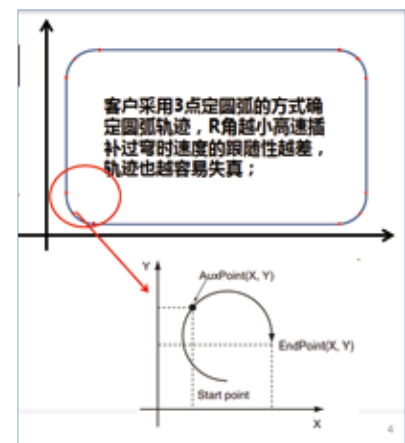 客户采用3点定圆弧的方式确
定圆弧轨迹，R角越小高速插
补过弯时速度的跟随性越差，
轨迹也越容易失真；
Y
AuxPoint(X, Y)
EndPoint(X, Y)
Start point
X
4